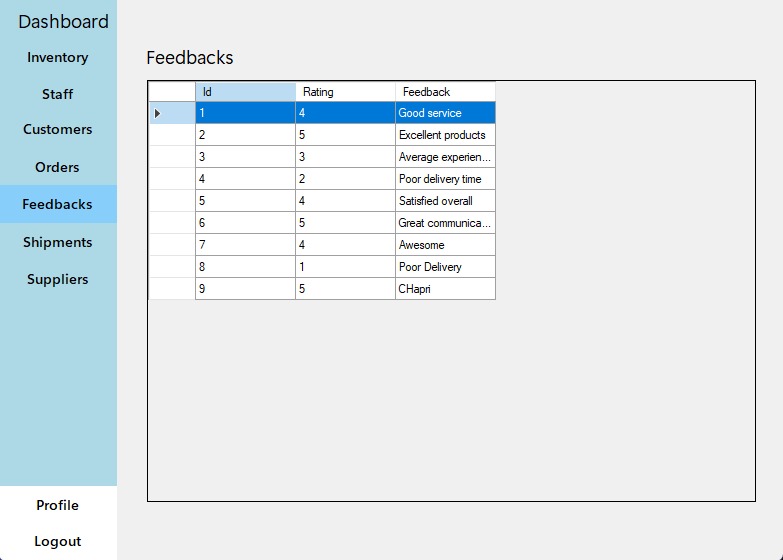 Dashboard
Inventory
Staff
Customers
Orders
Feedbacks
Shipments
Suppliers
Profile
Logout
Feedbacks
Id Rating Feedback
1 4 Good service
2 5 Excellent products
3 3 Average experien...
4 2 Poor delivery time
5 4 Satisfied overall
6 5 Great communica...
7 4 Awesome
8 1 Poor Delivery
9 5 CHapri